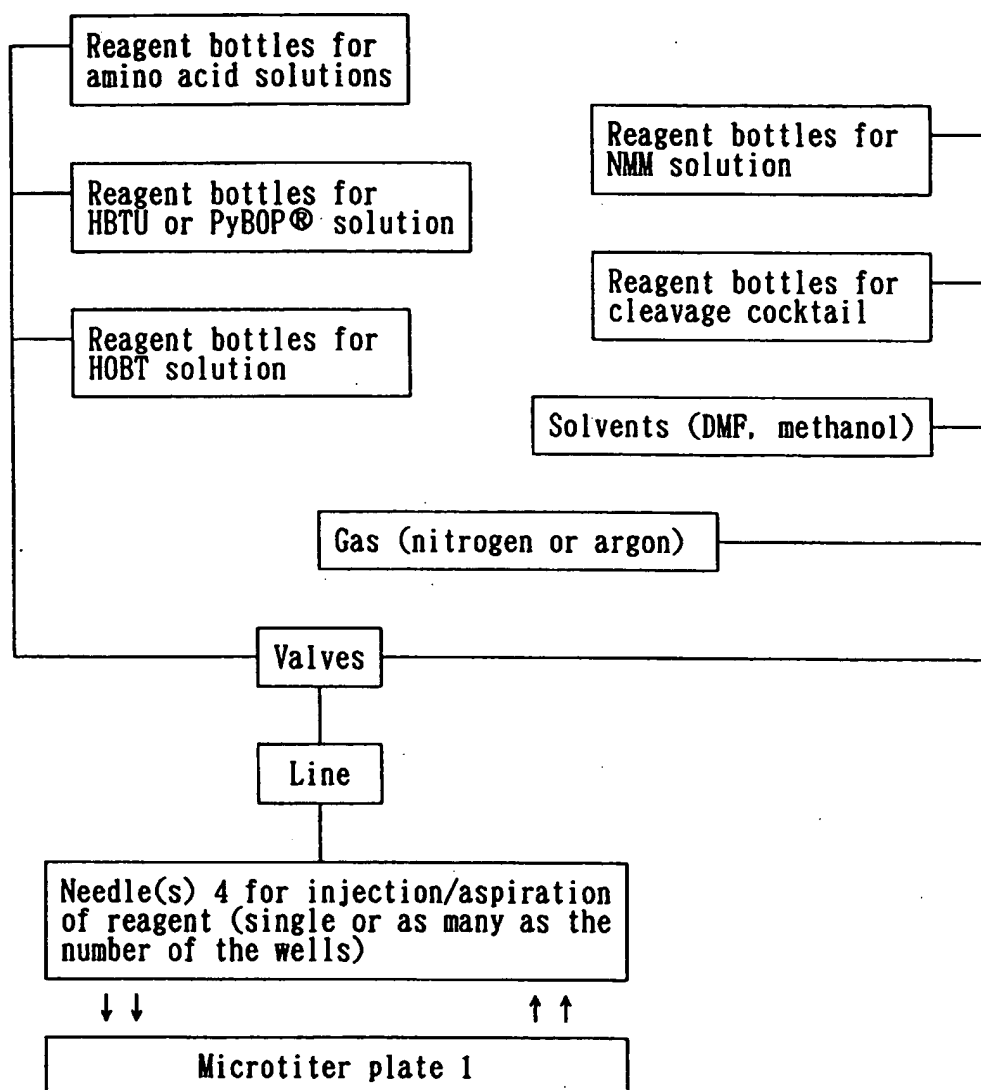 Reagent bottles for
amino acid solutions
Reagent bottles for
NMM solution
Reagent bottles for
HBTU or PyBOP® solution
Reagent bottles for
cleavage cocktail
Reagent bottles for
HOBT solution
Solvents (DMF, methanol)
Gas (nitrogen or argon)
Valves
Line
Needle(s) 4 for injection/aspiration
of reagent (single or as many as the
number of the wells)
↓ ↓ ↑ ↑
Microtiter plate 1